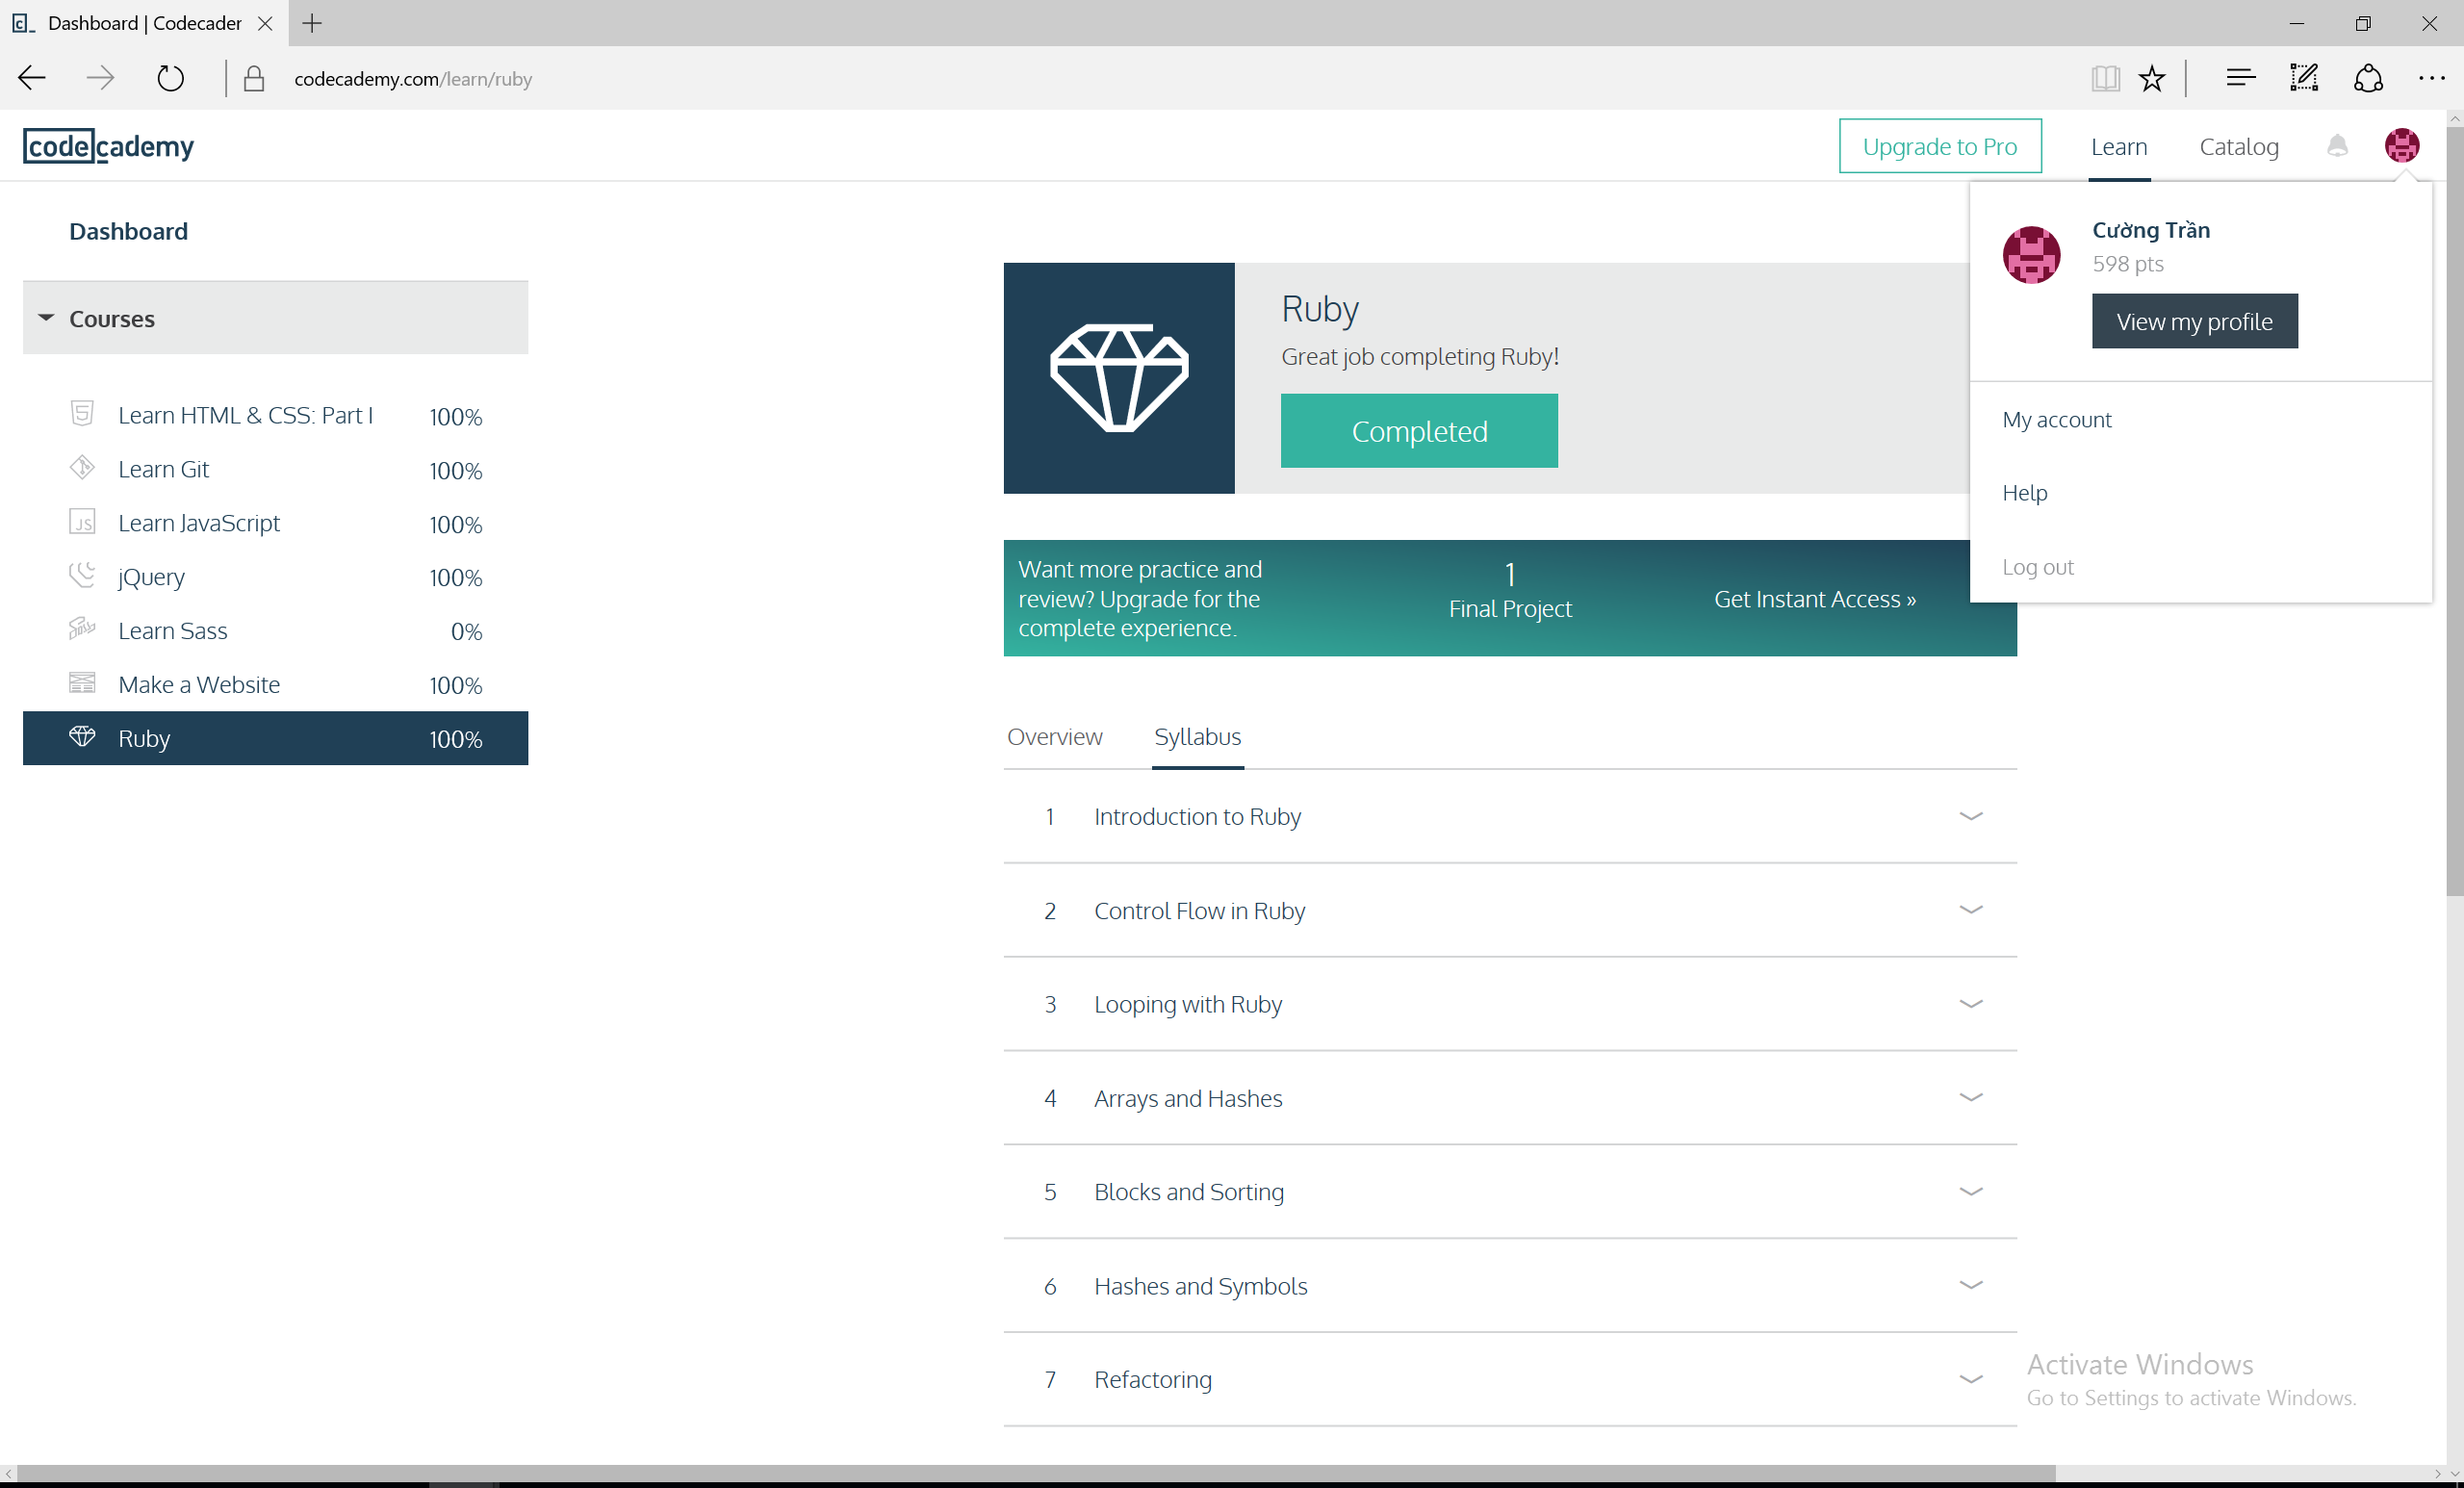 Dashboard | Codecader
codecademy.com/learn/ruby
codecademy
Upgrade to Pro
Learn
Catalog
Cường Trần
598 pts
View my profile
My account
Help
Log out
Dashboard
Courses
Learn HTML & CSS: Part I 100%
Learn Git 100%
JS Learn JavaScript 100%
jQuery 100%
Learn Sass 0%
Make a Website 100%
Ruby 100%
Ruby
Great job completing Ruby!
Completed
Want more practice and
review? Upgrade for the
complete experience.
1
Final Project
Get Instant Access »
Overview
Syllabus
1 Introduction to Ruby
2 Control Flow in Ruby
3 Looping with Ruby
4 Arrays and Hashes
5 Blocks and Sorting
6 Hashes and Symbols
7 Refactoring
Activate Windows
Go to Settings to activate Windows.